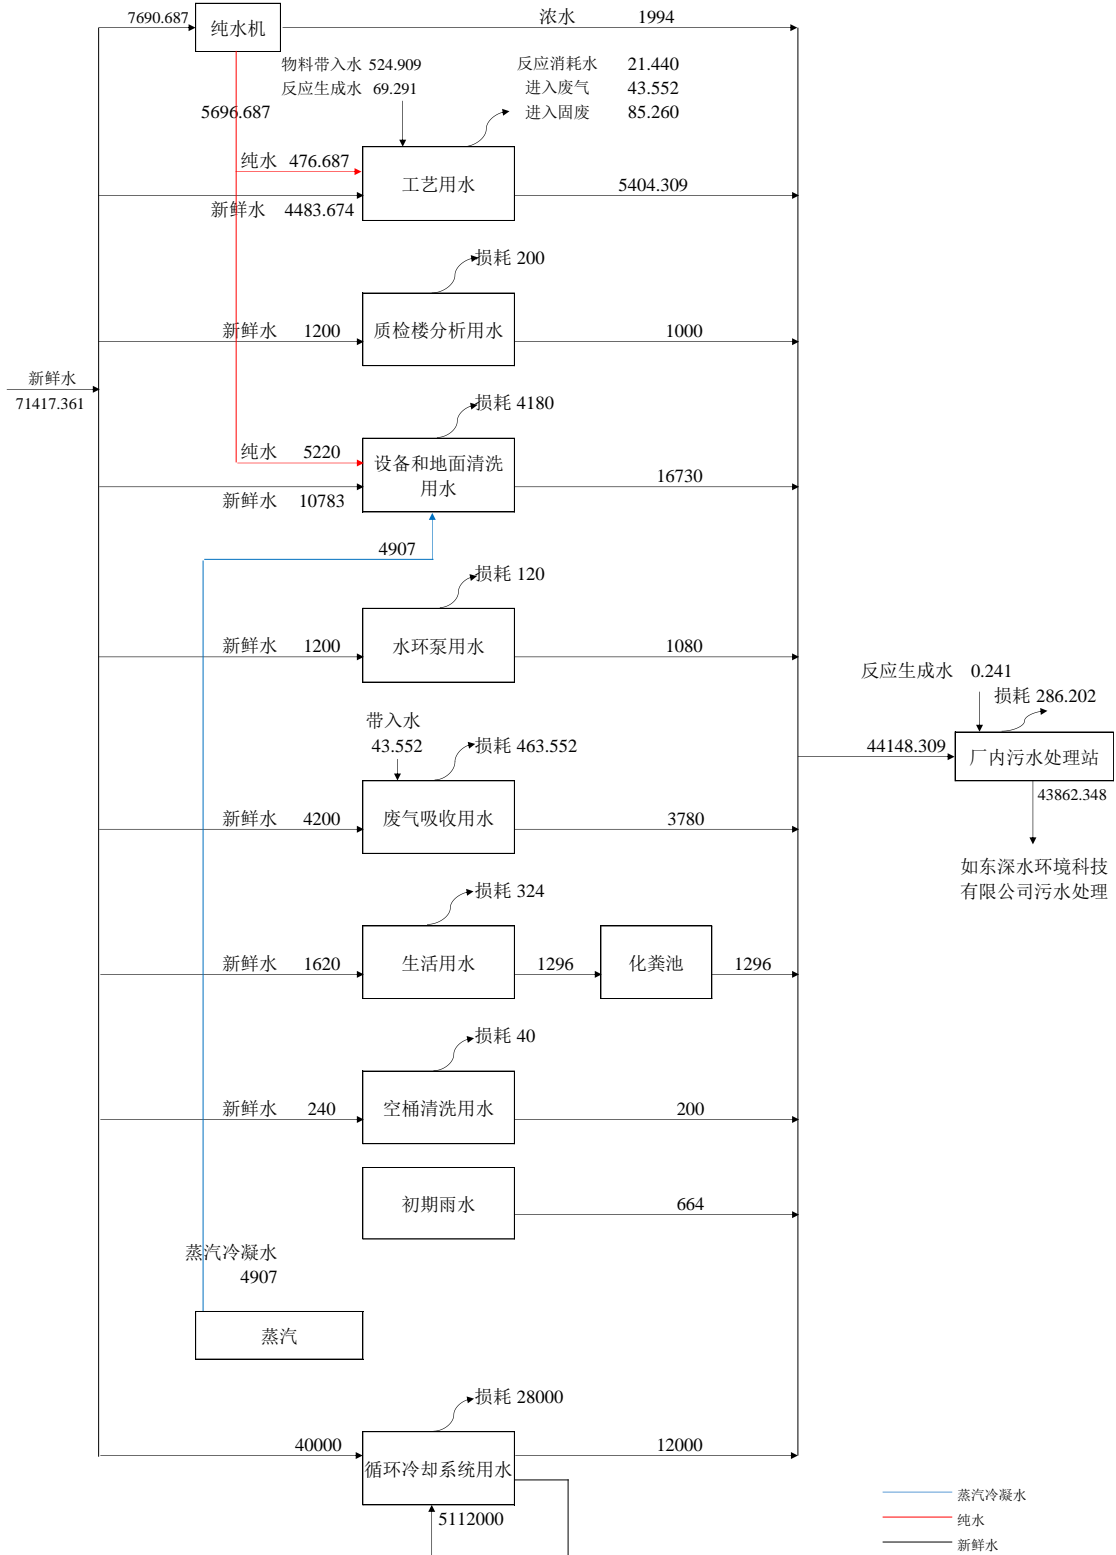 7690.687
纯水机
浓水 1994
物料带入水 524.909
反应生成水 69.291
反应消耗水 21.440
进入废气 43.552
进入固废 85.260
5696.687
纯水 476.687
工艺用水
5404.309
新鲜水 4483.674
损耗 200
新鲜水 1200
质检楼分析用水
1000
新鲜水
71417.361
损耗 4180
纯水 5220
设备和地面清洗
用水
16730
新鲜水 10783
4907
损耗 120
新鲜水 1200
水环泵用水
1080
反应生成水 0.241
损耗 286.202
带入水
43.552
损耗 463.552
44148.309
厂内污水处理站
43862.348
新鲜水 4200
废气吸收用水
3780
如东深水环境科技
有限公司污水处理
损耗 324
新鲜水 1620
生活用水
1296
化粪池
1296
损耗 40
新鲜水 240
空桶清洗用水
200
初期雨水
664
蒸汽冷凝水
4907
蒸汽
损耗 28000
40000
循环冷却系统用水
12000
5112000
蒸汽冷凝水
纯水
新鲜水